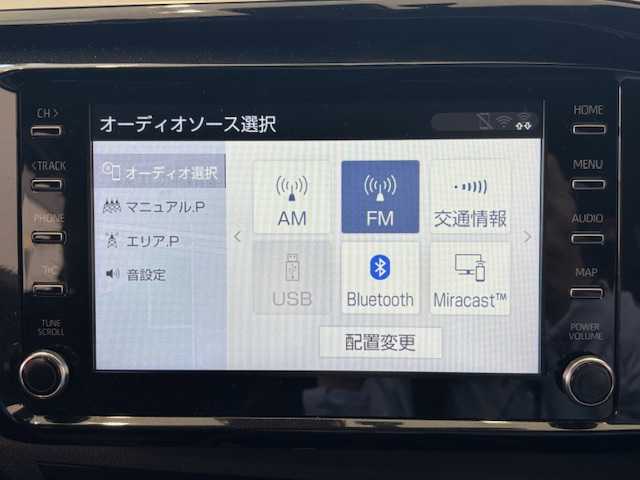 オーディオソース選択
CH >
< TRACK
PHONE
TUNE
SCROLL
オーディオ選択
マニュアル.P
エリア.P
音設定
AM
FM
交通情報
USB
Bluetooth
Miracast™
配置変更
HOME
MENU
AUDIO
MAP
POWER
VOLUME